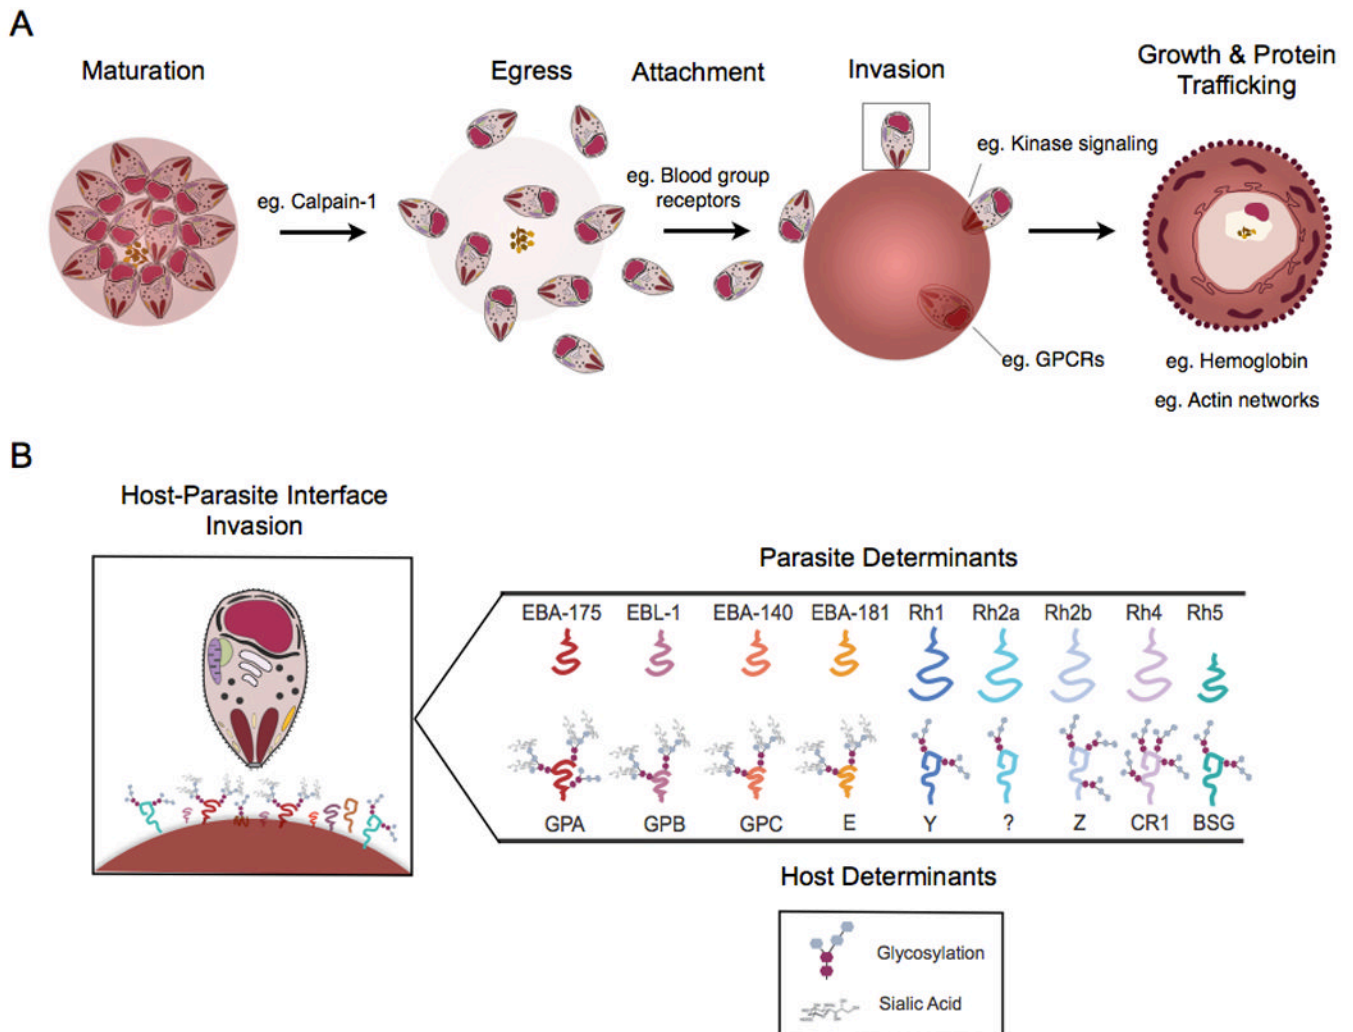 A
Maturation
Egress
Attachment
Invasion
Growth & Protein
Trafficking
eg. Calpain-1
eg. Blood group
receptors
eg. Kinase signaling
eg. GPCRs
eg. Hemoglobin
eg. Actin networks
B
Host-Parasite Interface
Invasion
Parasite Determinants
EBA-175 EBL-1 EBA-140 EBA-181 Rh1 Rh2a Rh2b Rh4 Rh5
GPA GPB GPC E Y ? Z CR1 BSG
Host Determinants
Glycosylation
Sialic Acid